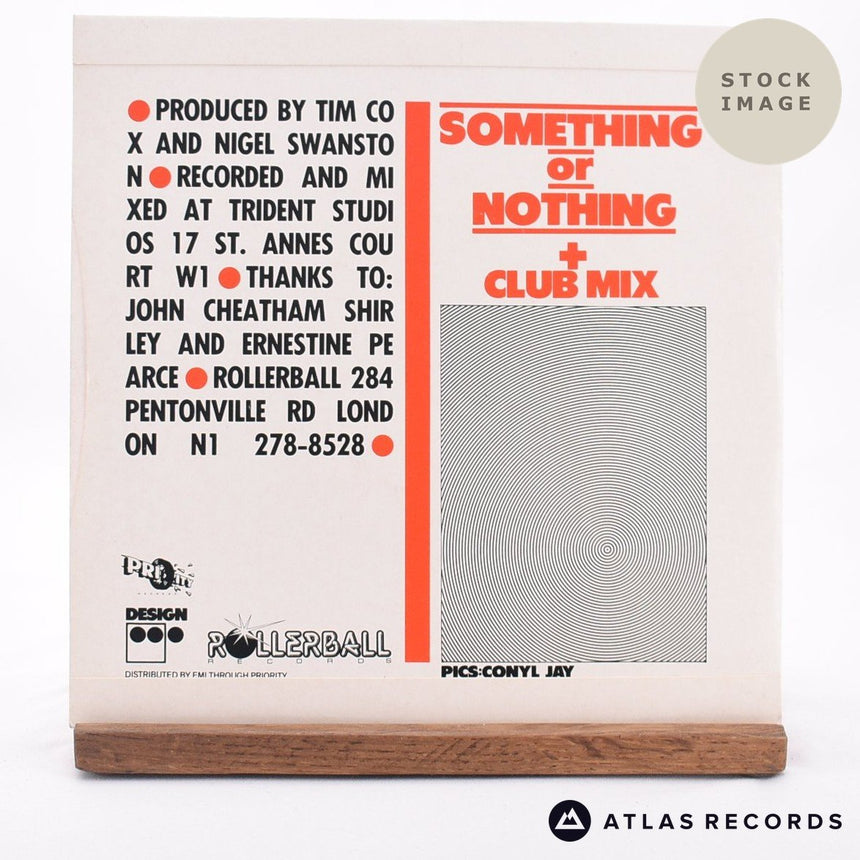 STOCK
IMAGE
PRODUCED BY TIM CO
X AND NIGEL SWANSTO
N RECORDED AND MI
XED AT TRIDENT STUDI
OS 17 ST. ANNES COU
RT W1 THANKS TO:
JOHN CHEATHAM SHIR
LEY AND ERNESTINE PE
ARCE ROLLERBALL 284
PENTONVILLE RD LOND
ON N1 278-8528
SOMETHING
or
NOTHING
+
CLUB MIX
PRIORITY
DESIGN
ROLLERBALL
RECORDS
DISTRIBUTED BY EMI THROUGH PRIORITY
PICS:CONYL JAY
ATLAS RECORDS